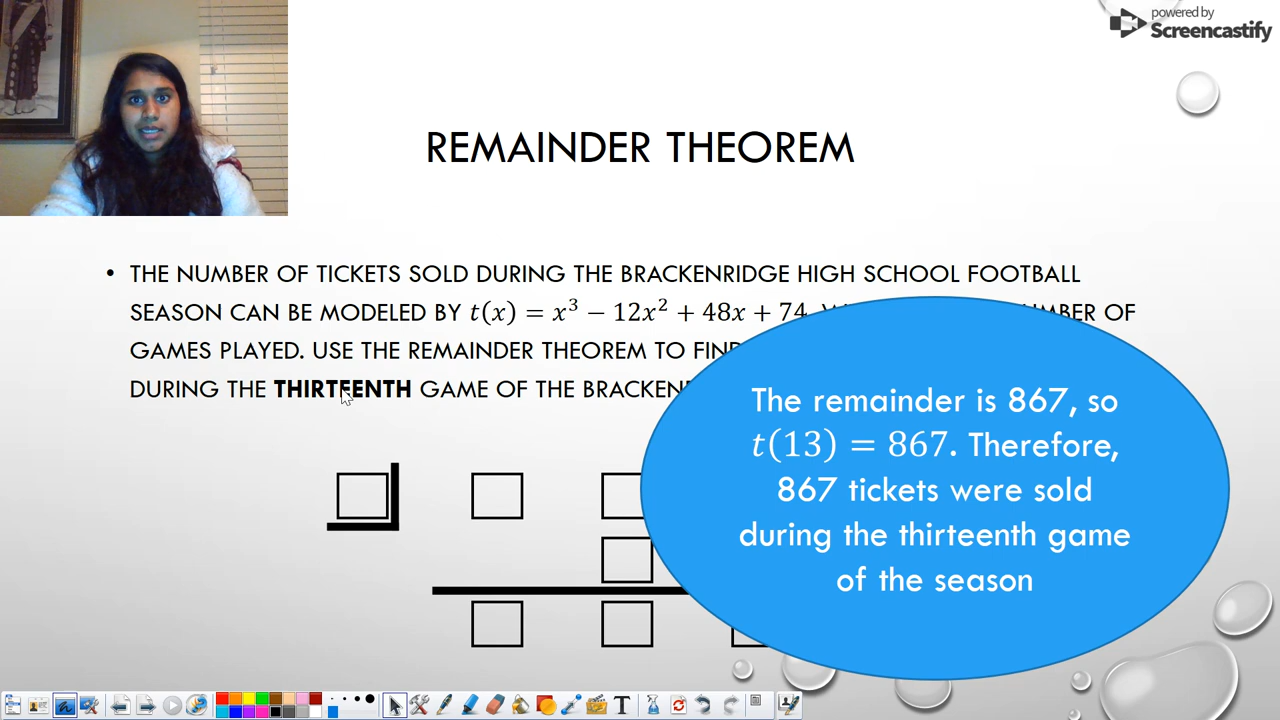 powered by
Screencastify
REMAINDER THEOREM
• THE NUMBER OF TICKETS SOLD DURING THE BRACKENRIDGE HIGH SCHOOL FOOTBALL
SEASON CAN BE MODELED BY t(x) = x³ − 12x² + 48x + 74 OF
GAMES PLAYED. USE THE REMAINDER THEOREM TO
DURING THE THIRTEENTH GAME OF THE
The remainder is 867, so
t(13) = 867. Therefore,
867 tickets were sold
during the thirteenth game
of the season
T